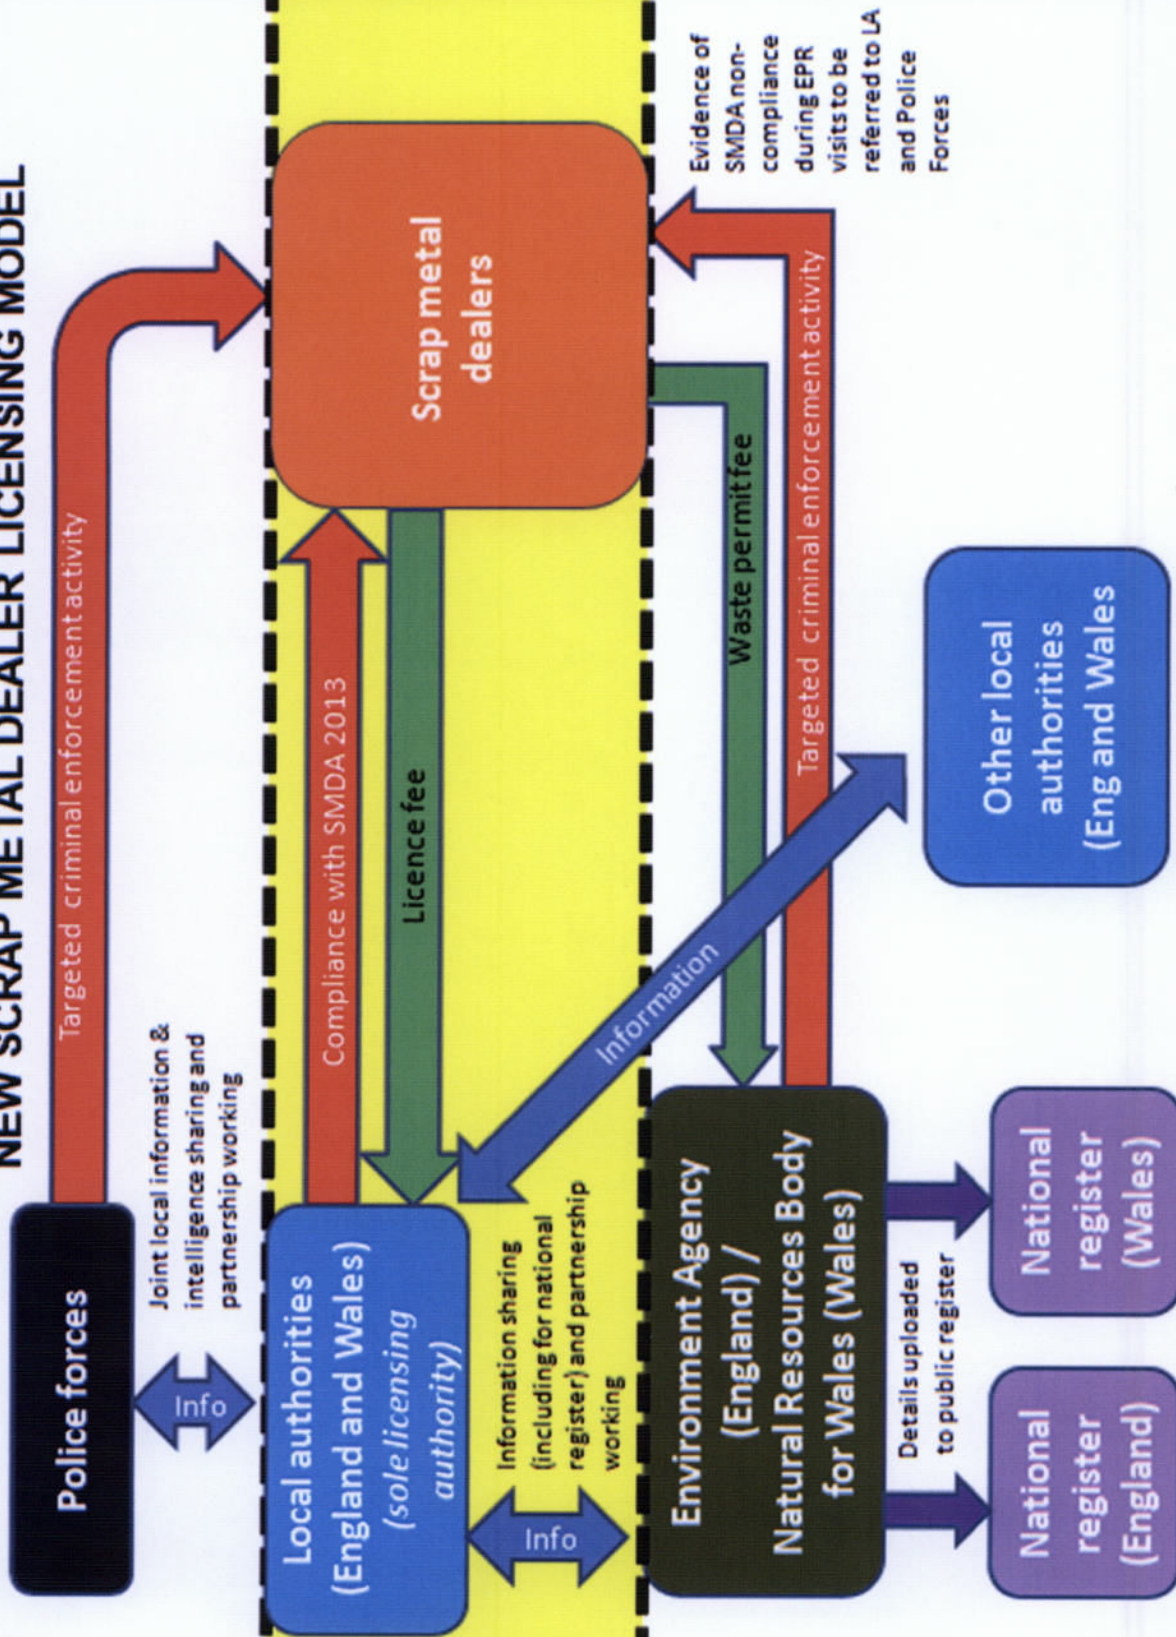 NEW SCRAP METAL DEALER LICENSING MODEL
Police forces
Targeted criminal enforcement activity
Info
Joint local information &
intelligence sharing and
partnership working
Local authorities
(England and Wales)
(sole licensing
authority)
Compliance with SMDA 2013
Licence fee
Scrap metal
dealers
Info
Information sharing
(including for national
register) and partnership
working
Information
Environment Agency
(England) /
Natural Resources Body
for Wales (Wales)
Waste permit fee
Targeted criminal enforcement activity
Evidence of
SMDA non-
compliance
during EPR
visits to be
referred to LA
and Police
Forces
Details uploaded
to public register
Other local
authorities
(Eng and Wales
National
register
(England)
National
register
(Wales)